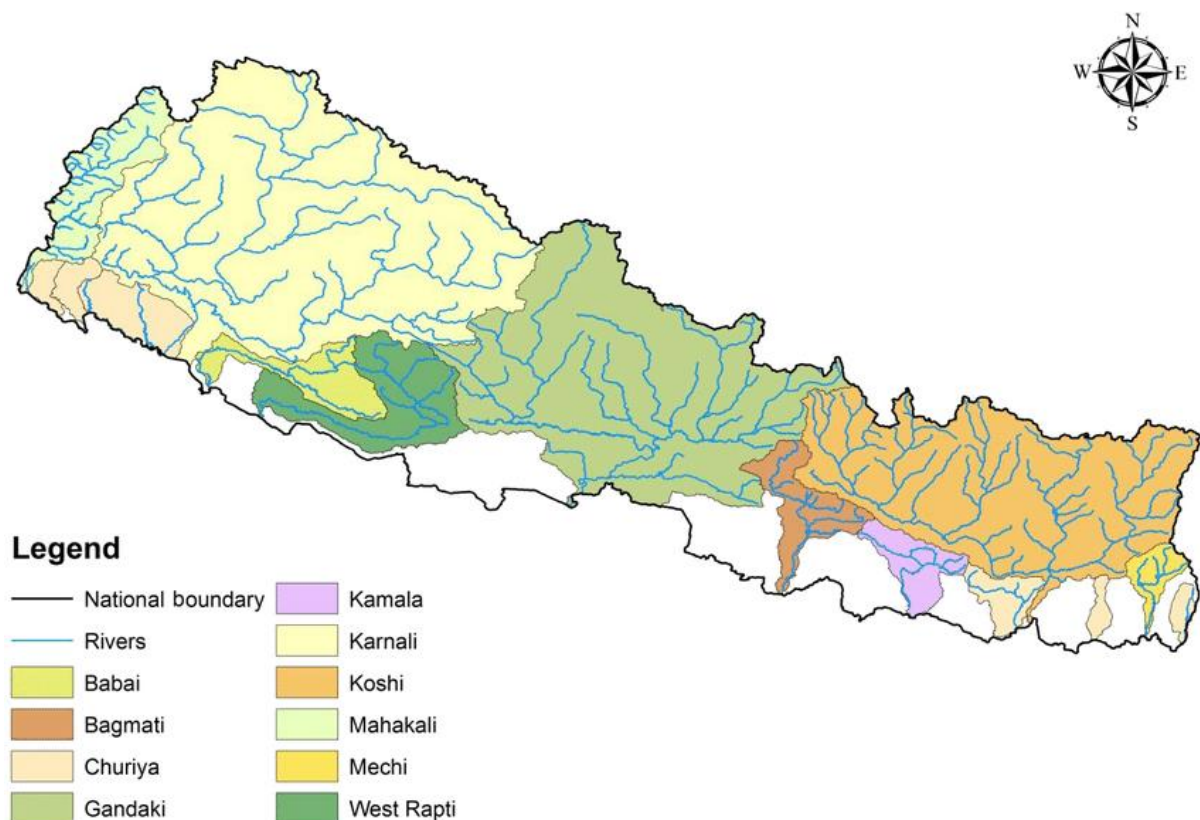 N
W E
S
Legend
National boundary
Rivers
Babai
Bagmati
Churiya
Gandaki
Kamala
Karnali
Koshi
Mahakali
Mechi
West Rapti